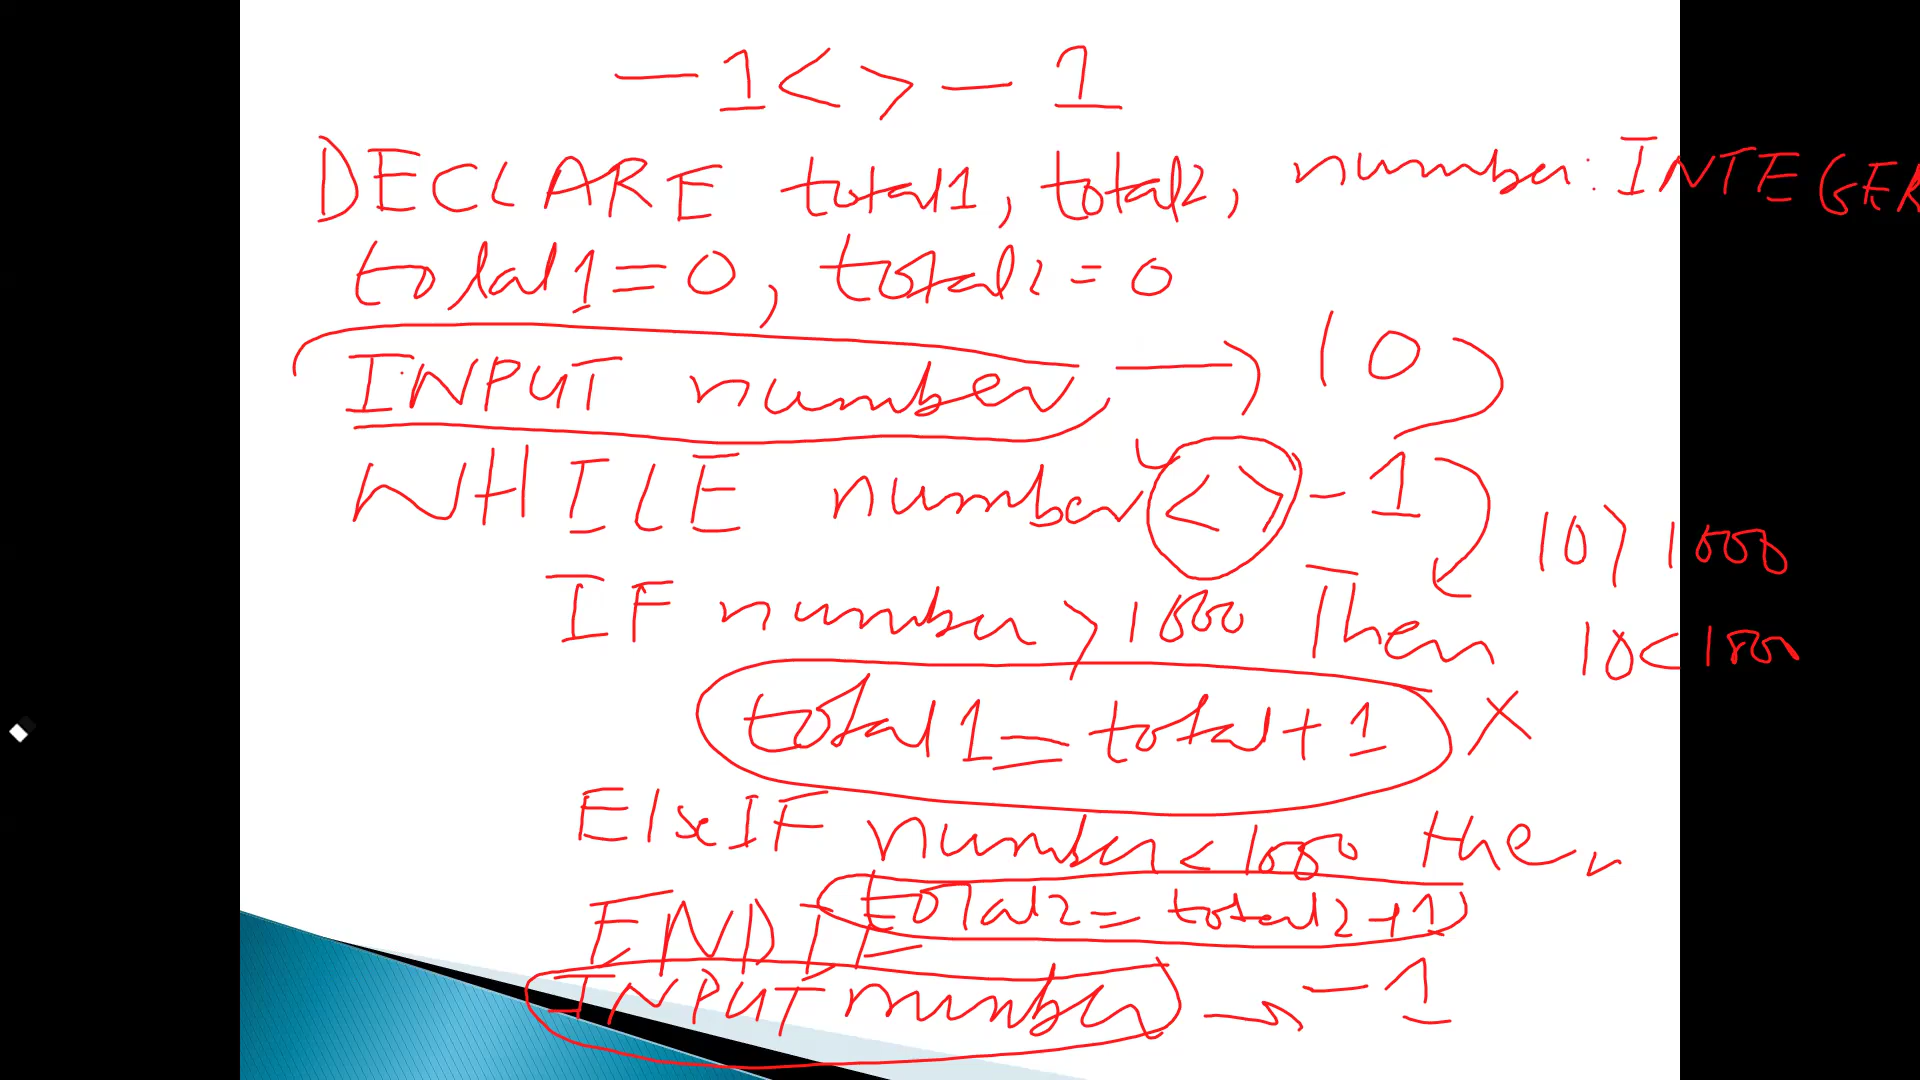 -1<>-1
DECLARE total1, total2, number: INTEGER
total1=0, total2=0
INPUT number → 10
WHILE number <> -1
10>1000
IF number > 1000 Then
10<1000
total1 = total+1 ×
ElseIF number<1000 then
total2 = total2+1
ENDIF
INPUT number → -1